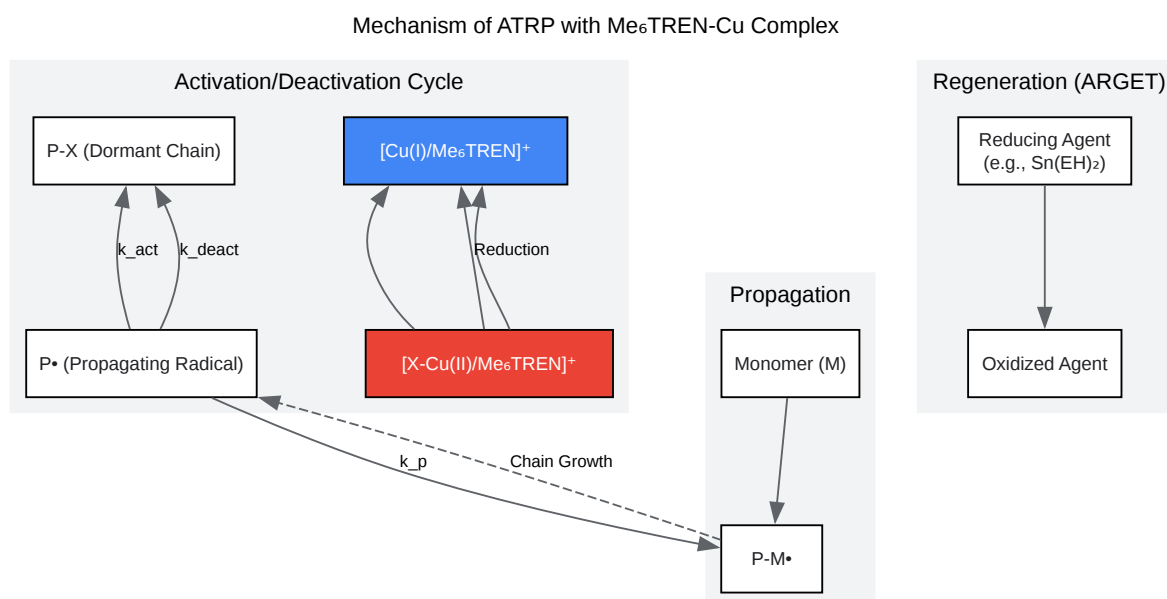 Mechanism of ATRP with Me₆TREN-Cu Complex
Activation/Deactivation Cycle
P-X (Dormant Chain)
[Cu(I)/Me₆TREN]⁺
k_act
k_deact
Reduction
P• (Propagating Radical)
[X-Cu(II)/Me₆TREN]⁺
k_p
Chain Growth
Propagation
Monomer (M)
P-M•
Regeneration (ARGET)
Reducing Agent
(e.g., Sn(EH)₂)
Oxidized Agent